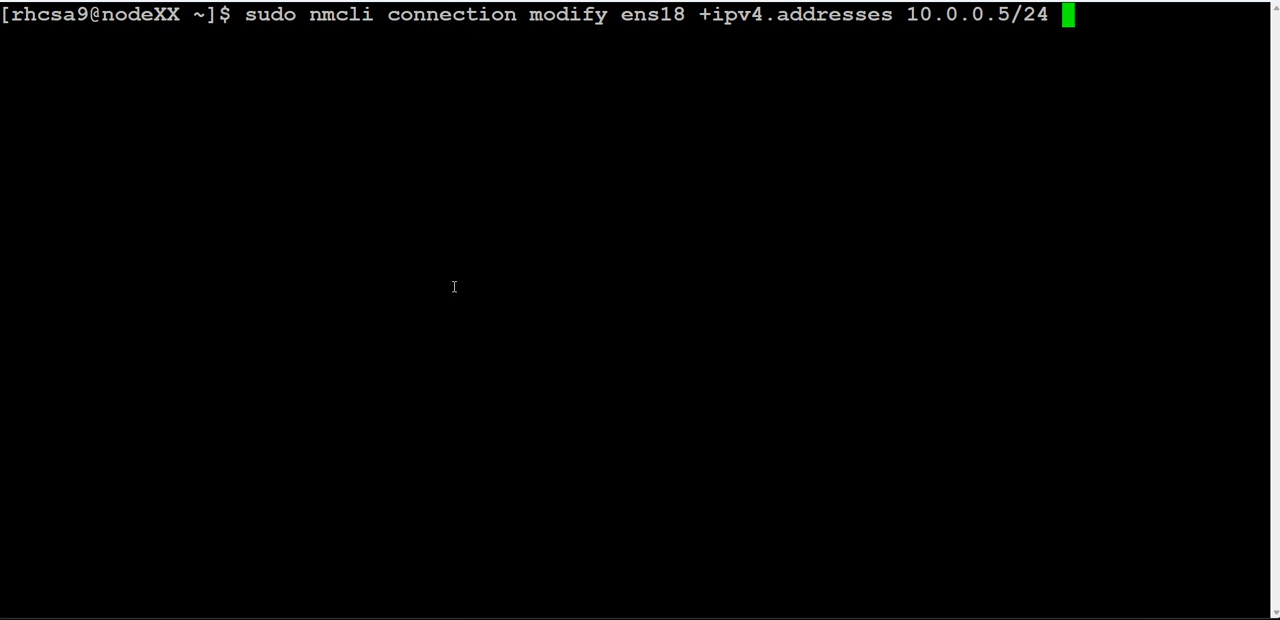 [rhcsa9@nodeXX ~]$ sudo nmcli connection modify ens18 +ipv4.addresses 10.0.0.5/24